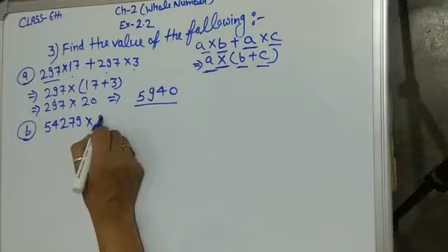 CLASS-6th
Ch-2 (Whole Number)
Ex-2.2
3) Find the value of the following :-
a × b + a × c
⇒ a × (b + c)
(a) 297×17 + 297×3
⇒ 297×(17+3)
⇒ 297× 20 ⇒ 5940
(b) 54279 ×